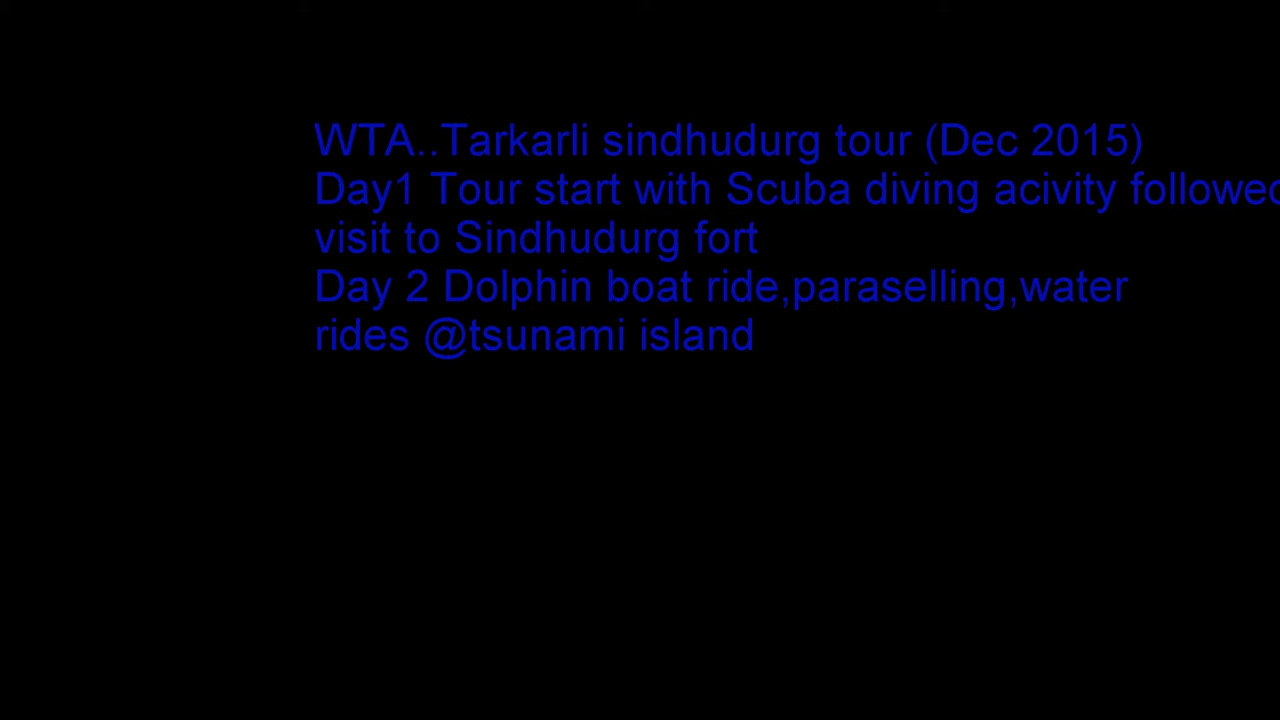 WTA..Tarkarli sindhudurg tour (Dec 2015)
Day1 Tour start with Scuba diving acivity followed
visit to Sindhudurg fort
Day 2 Dolphin boat ride,paraselling,water
rides @tsunami island